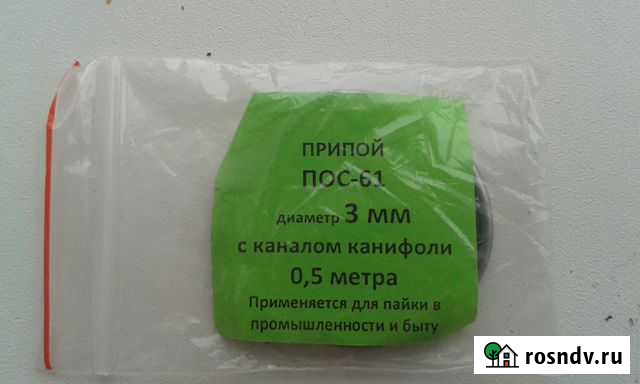 ПРИПОЙ
ПОС-61
диаметр 3 мм
с каналом канифоли
0,5 метра
Применяется для пайки в
промышленности и быту
rosndv.ru